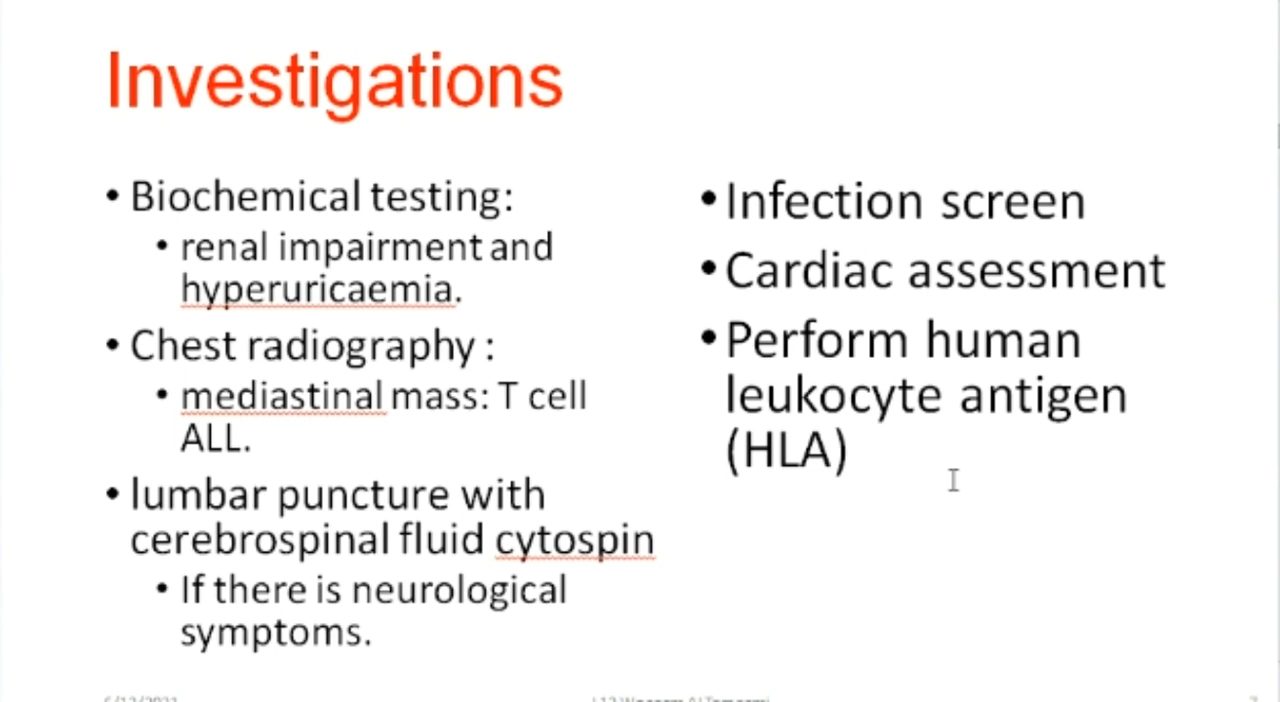 Investigations
• Biochemical testing:
• renal impairment and
hyperuricaemia.
• Chest radiography :
• mediastinal mass: T cell
ALL.
• lumbar puncture with
cerebrospinal fluid cytospin
• If there is neurological
symptoms.
• Infection screen
• Cardiac assessment
• Perform human
leukocyte antigen
(HLA)